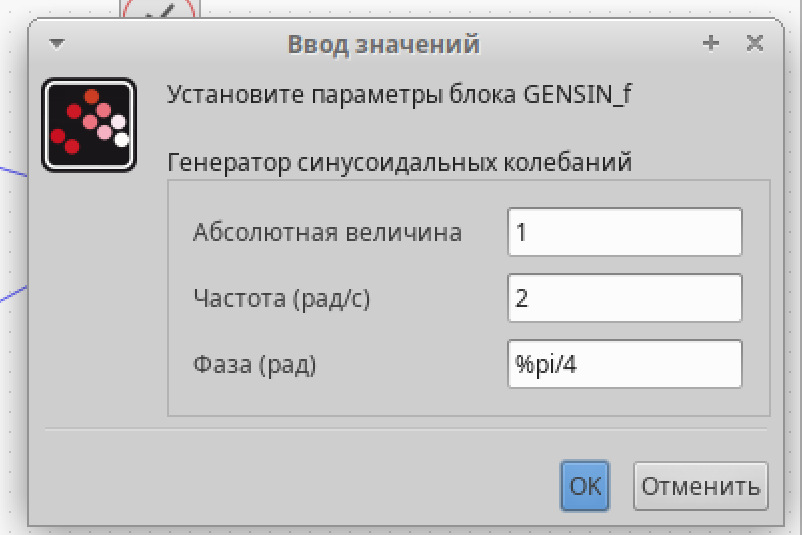 Ввод значений
Установите параметры блока GENSIN_f
Генератор синусоидальных колебаний
Абсолютная величина 1
Частота (рад/с) 2
Фаза (рад) %pi/4
OK Отменить